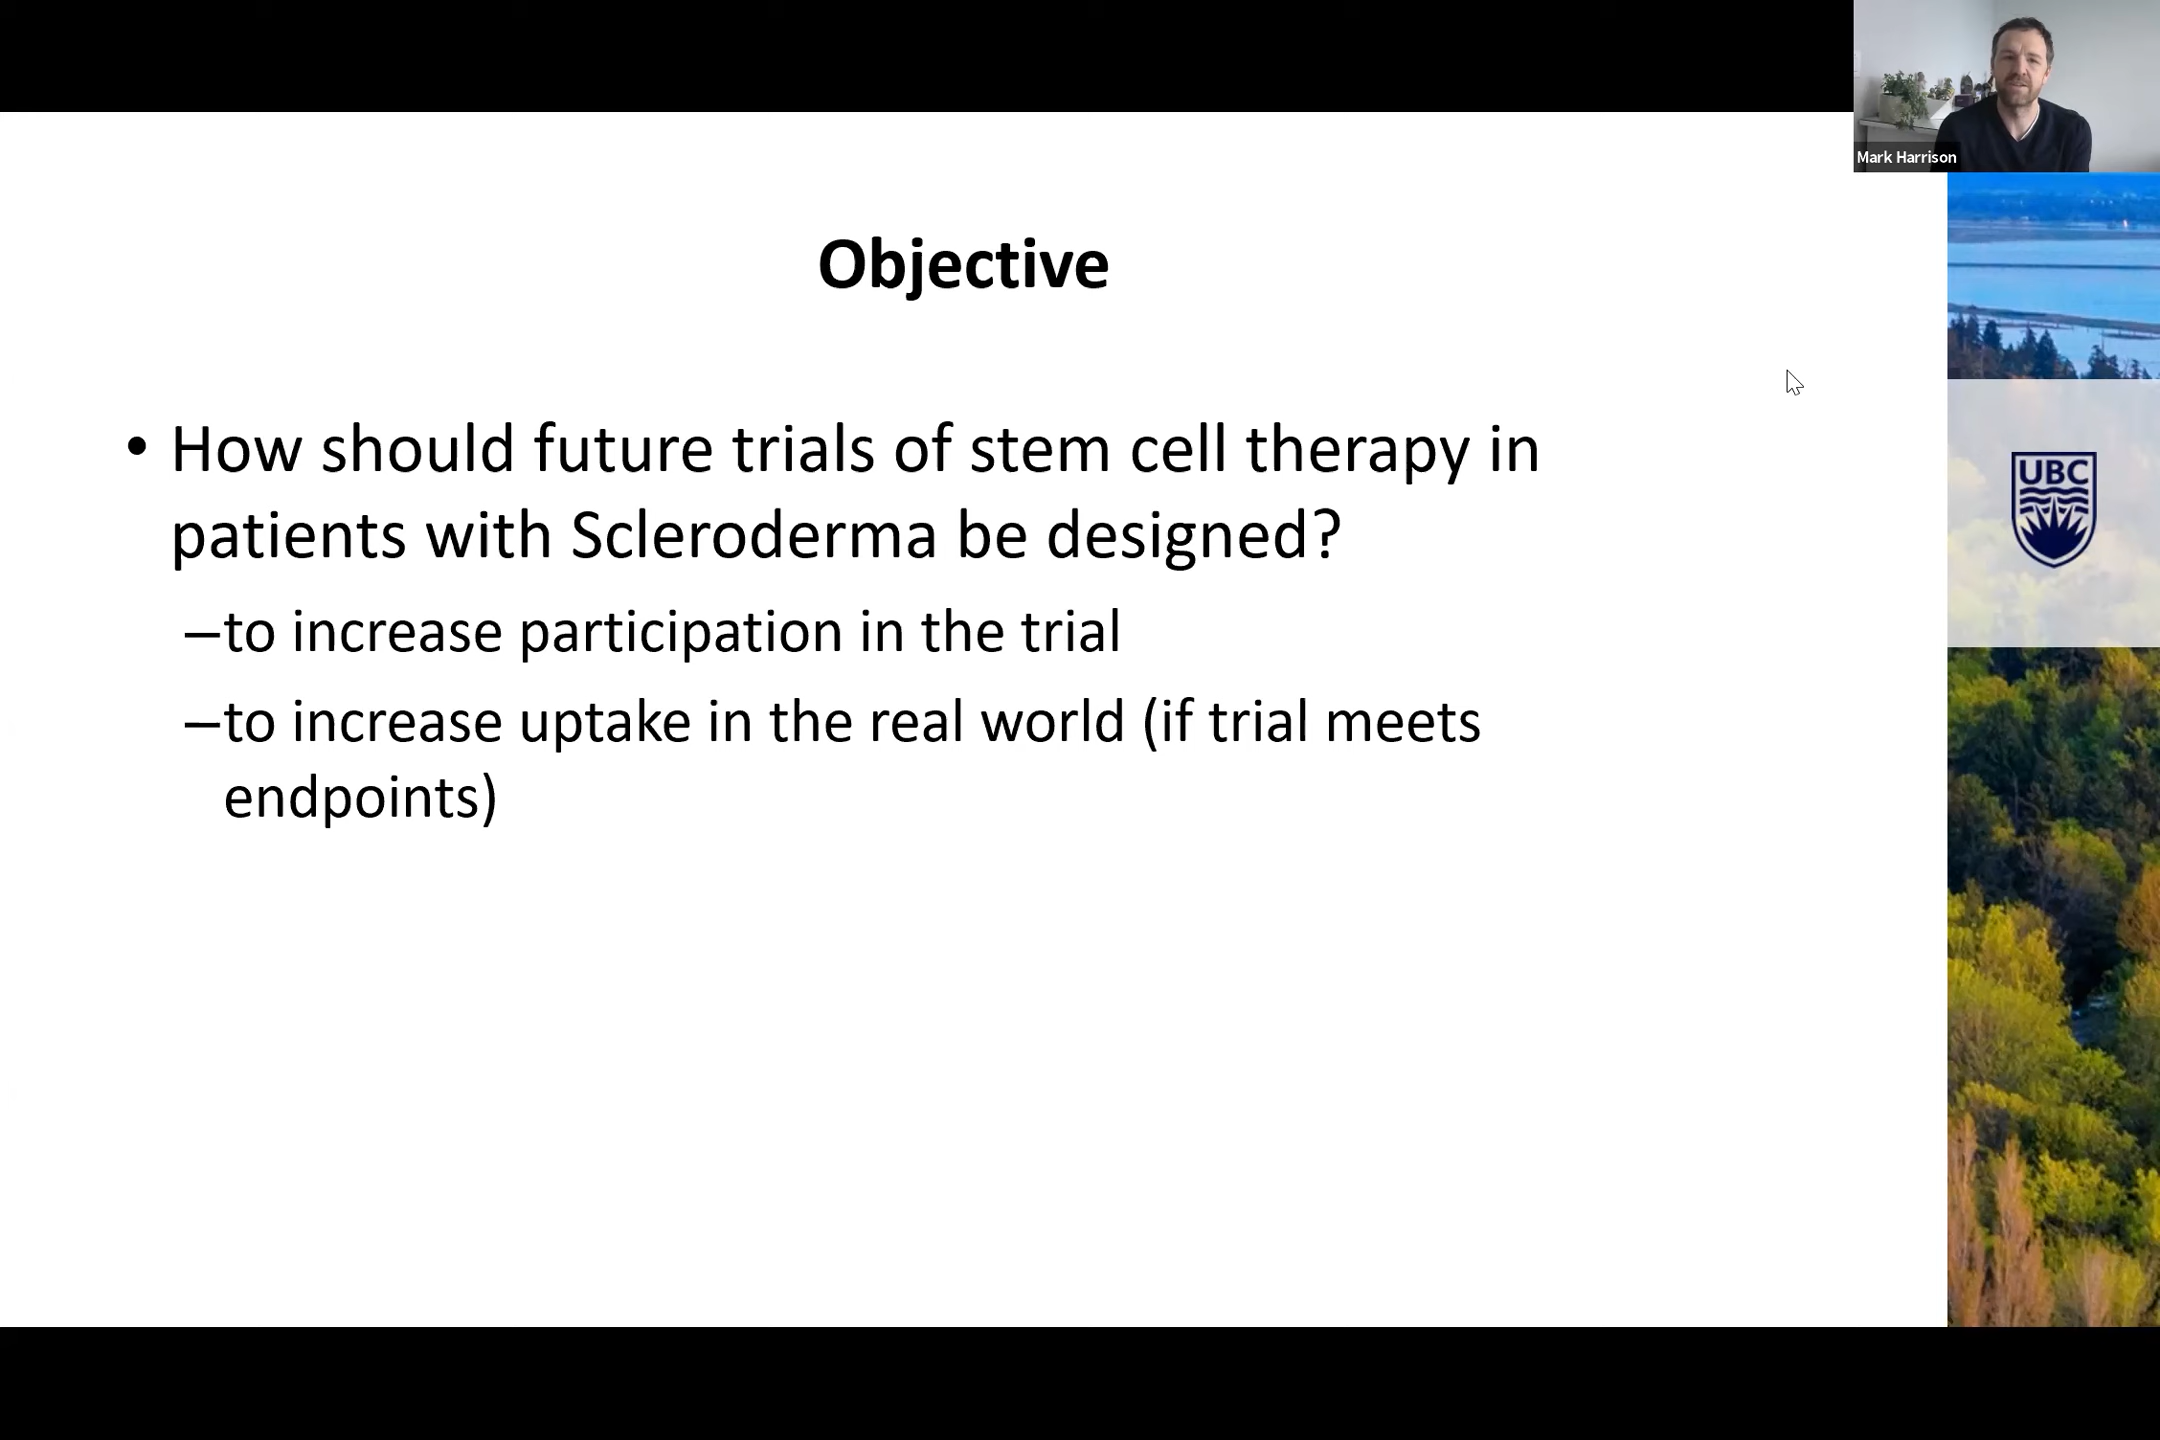 Mark Harrison
Objective
UBC
• How should future trials of stem cell therapy in
patients with Scleroderma be designed?
–to increase participation in the trial
–to increase uptake in the real world (if trial meets
endpoints)